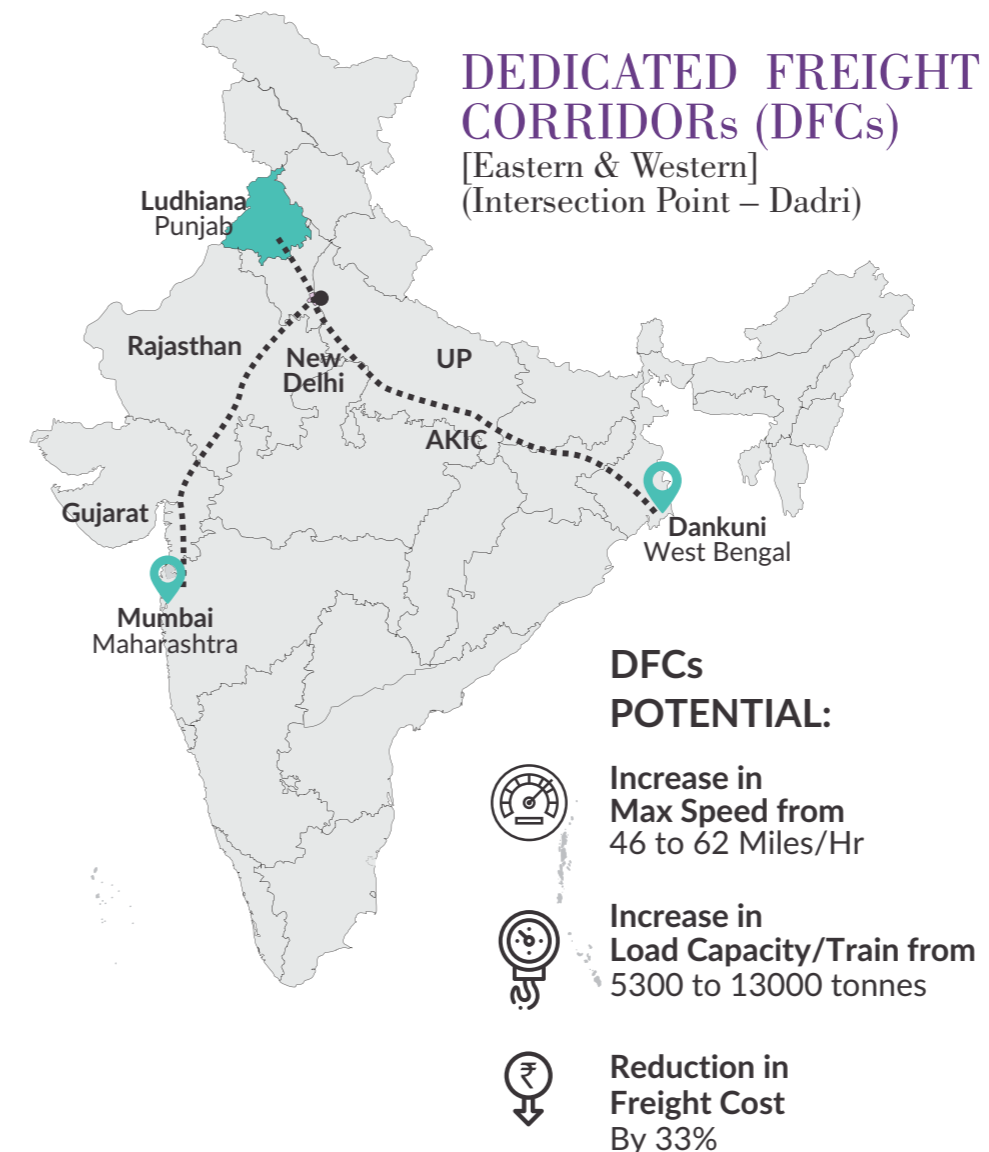 DEDICATED FREIGHT
CORRIDORs (DFCs)
[Eastern & Western]
(Intersection Point – Dadri)
Ludhiana
Punjab
Rajasthan
New
Delhi
UP
AKIC
Gujarat
Dankuni
West Bengal
Mumbai
Maharashtra
DFCs
POTENTIAL:
Increase in
Max Speed from
46 to 62 Miles/Hr
Increase in
Load Capacity/Train from
5300 to 13000 tonnes
₹
Reduction in
Freight Cost
By 33%